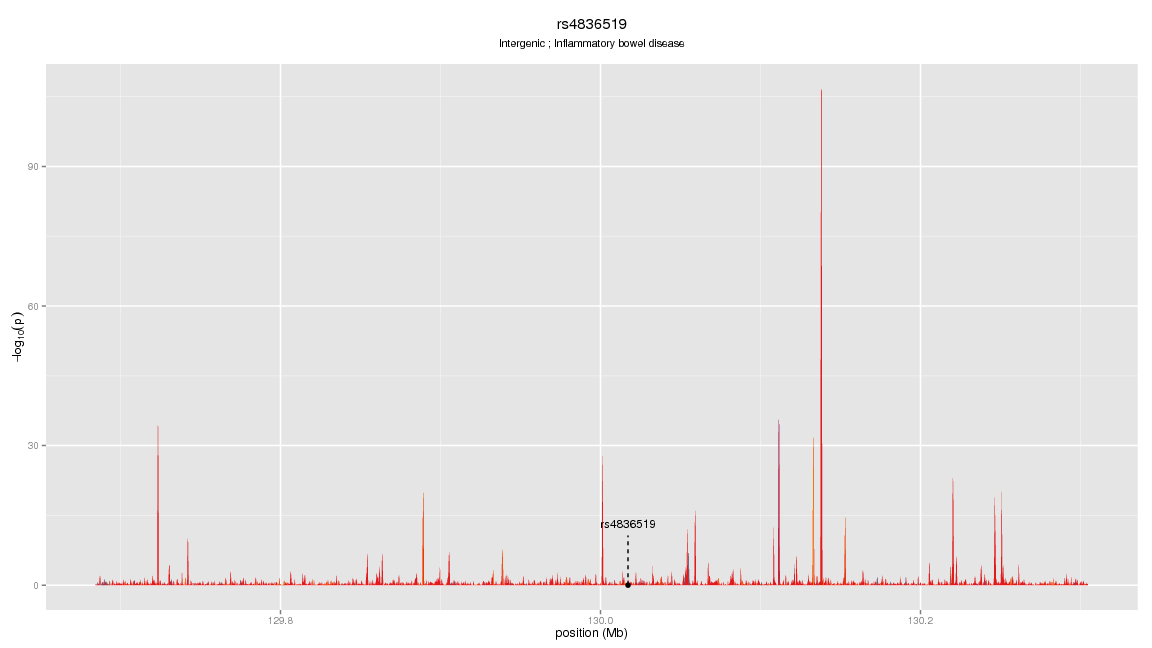 rs4836519
Intergenic ; Inflammatory bowel disease
−log10(p)
90
60
30
0
rs4836519
129.8
130.0
130.2
position (Mb)